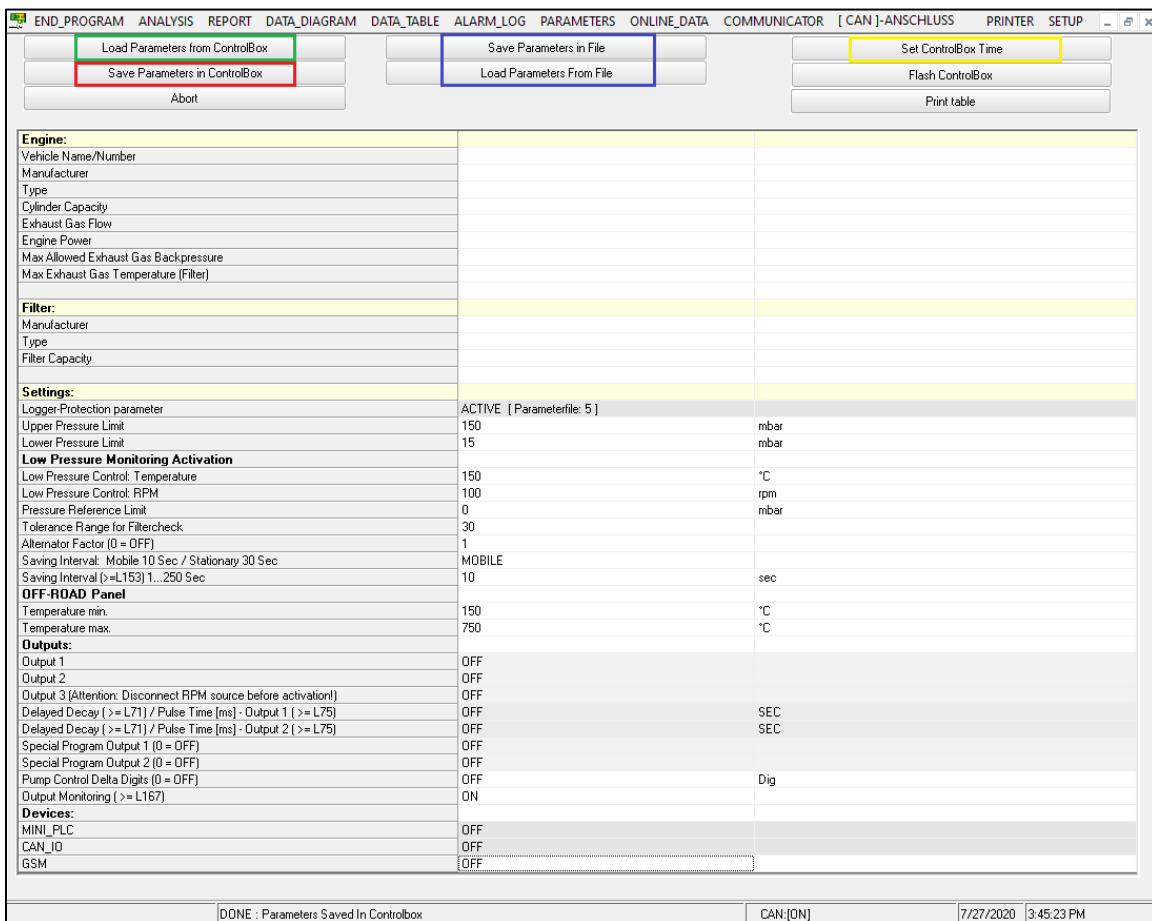 END_PROGRAM ANALYSIS REPORT DATA_DIAGRAM DATA_TABLE ALARM_LOG PARAMETERS ONLINE_DATA COMMUNICATOR [ CAN ]-ANSCHLUSS PRINTER SETUP
Load Parameters from ControlBox Save Parameters in File Set ControlBox Time
Save Parameters in ControlBox Load Parameters From File Flash ControlBox
Abort Print table
Engine:
Vehicle Name/Number
Manufacturer
Type
Cylinder Capacity
Exhaust Gas Flow
Engine Power
Max Allowed Exhaust Gas Backpressure
Max Exhaust Gas Temperature (Filter)
Filter:
Manufacturer
Type
Filter Capacity
Settings:
Logger-Protection parameter ACTIVE [ Parameterfile: 5 ]
Upper Pressure Limit 150 mbar
Lower Pressure Limit 15 mbar
Low Pressure Monitoring Activation
Low Pressure Control: Temperature 150 °C
Low Pressure Control: RPM 100 rpm
Pressure Reference Limit 0 mbar
Tolerance Range for Filtercheck 30
Alternator Factor (0 = OFF) 1
Saving Interval: Mobile 10 Sec / Stationary 30 Sec MOBILE
Saving Interval (>=L153) 1...250 Sec 10 sec
OFF-ROAD Panel
Temperature min. 150 °C
Temperature max. 750 °C
Outputs:
Output 1 OFF
Output 2 OFF
Output 3 (Attention: Disconnect RPM source before activation!) OFF
Delayed Decay ( >= L71) / Pulse Time [ms] - Output 1 ( >= L75) OFF SEC
Delayed Decay ( >= L71) / Pulse Time [ms] - Output 2 ( >= L75) OFF SEC
Special Program Output 1 (0 = OFF) OFF
Special Program Output 2 (0 = OFF) OFF
Pump Control Delta Digits (0 = OFF) OFF Dig
Output Monitoring ( >= L167) ON
Devices:
MINI_PLC OFF
CAN_IO OFF
GSM OFF
DONE : Parameters Saved In Controlbox CAN:[ON] 7/27/2020 3:45:23 PM